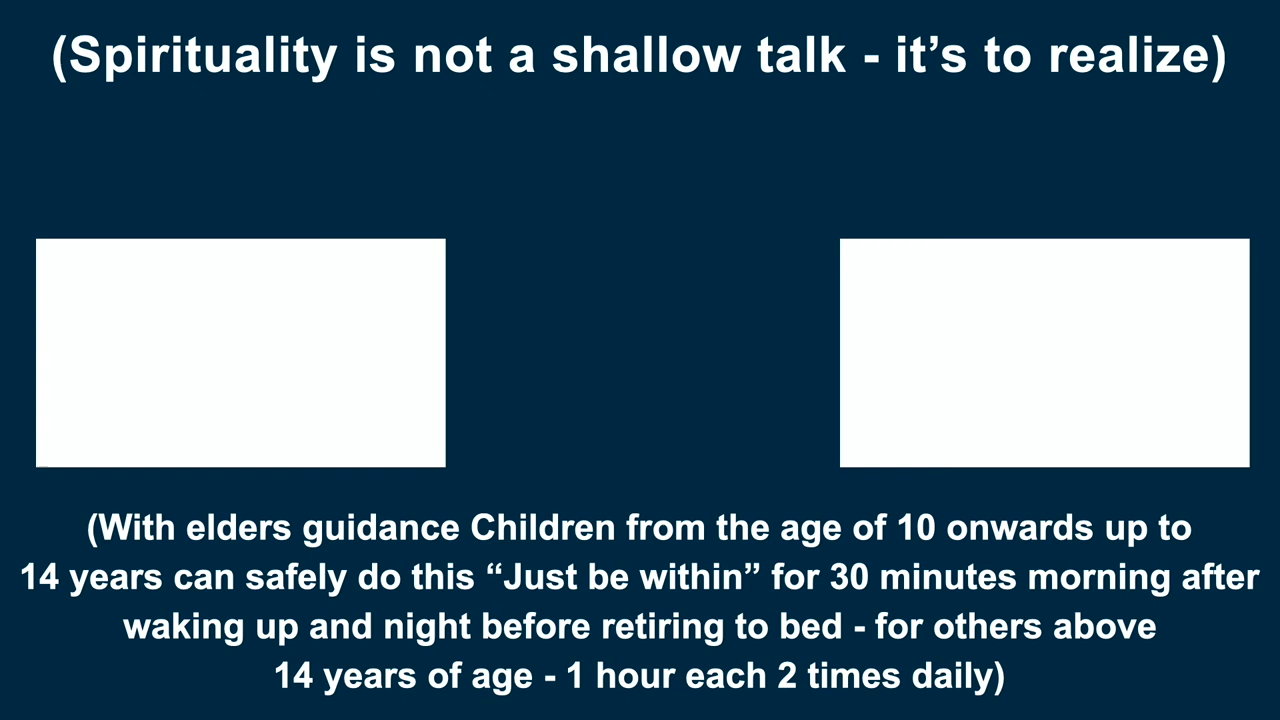 (Spirituality is not a shallow talk - it’s to realize)
(With elders guidance Children from the age of 10 onwards up to
14 years can safely do this “Just be within” for 30 minutes morning after
waking up and night before retiring to bed - for others above
14 years of age - 1 hour each 2 times daily)